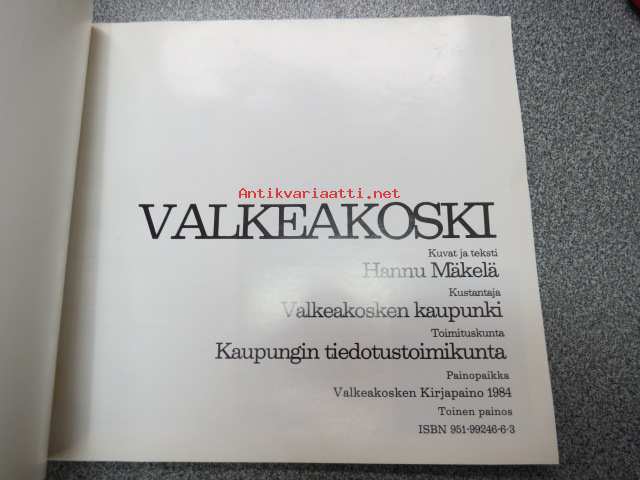 Antikvariaatti.net
VALKEAKOSKI
Kuvat ja teksti
Hannu Mäkelä
Kustantaja
Valkeakosken kaupunki
Toimituskunta
Kaupungin tiedotustoimikunta
Painopaikka
Valkeakosken Kirjapaino 1984
Toinen painos
ISBN 951-99246-6-3